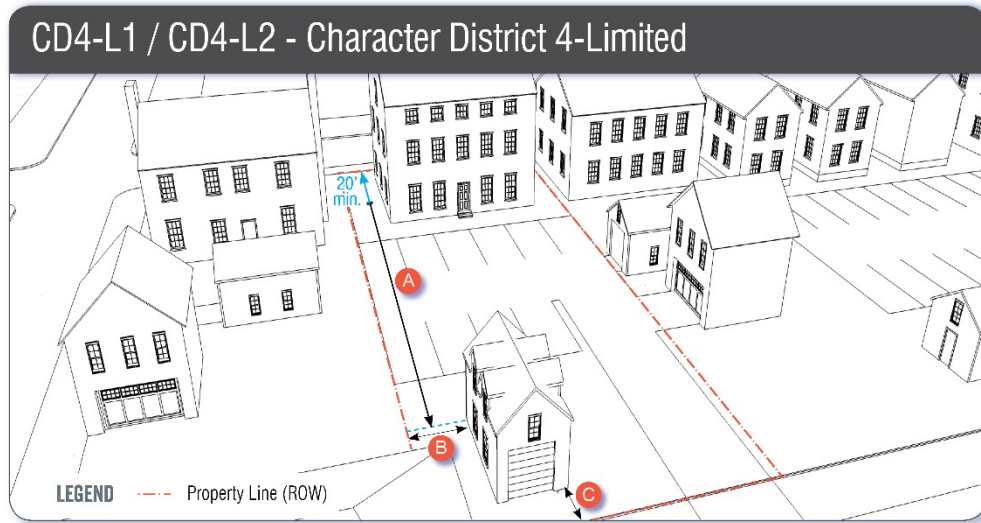 CD4-L1 / CD4-L2 - Character District 4-Limited
20'
min.
A
B
C
LEGEND Property Line (ROW)